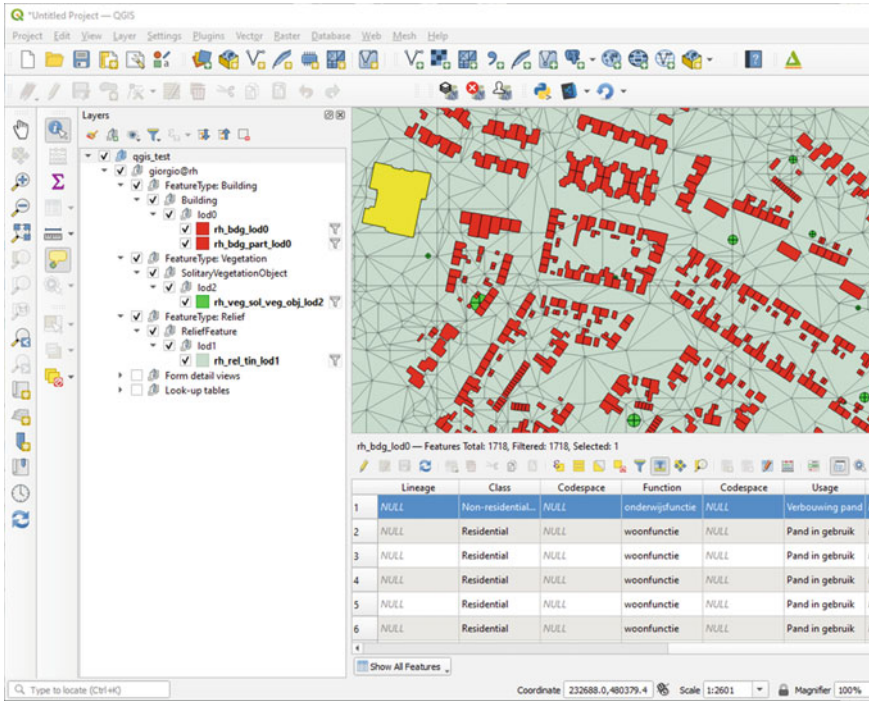 "Untitled Project — QGIS
Project Edit View Layer Settings Plugins Vector Raster Database Web Mesh Help
Layers
qgis_test
giorgio@rh
FeatureType: Building
Building
lod0
rh_bdg_lod0
rh_bdg_part_lod0
FeatureType: Vegetation
SolitaryVegetationObject
lod2
rh_veg_sol_veg_obj_lod2
FeatureType: Relief
ReliefFeature
lod1
rh_rel_tin_lod1
Form detail views
Look-up tables
rh_bdg_lod0 — Features Total: 1718, Filtered: 1718, Selected: 1
Lineage Class Codespace Function Codespace Usage
1 NULL Non-residential... NULL onderwijsfunctie NULL Verbouwing pand
2 NULL Residential NULL woonfunctie NULL Pand in gebruik
3 NULL Residential NULL woonfunctie NULL Pand in gebruik
4 NULL Residential NULL woonfunctie NULL Pand in gebruik
5 NULL Residential NULL woonfunctie NULL Pand in gebruik
6 NULL Residential NULL woonfunctie NULL Pand in gebruik
Show All Features
Type to locate (Ctrl+K) Coordinate 232688.0,480379.4 Scale 1:2601 Magnifier 100%